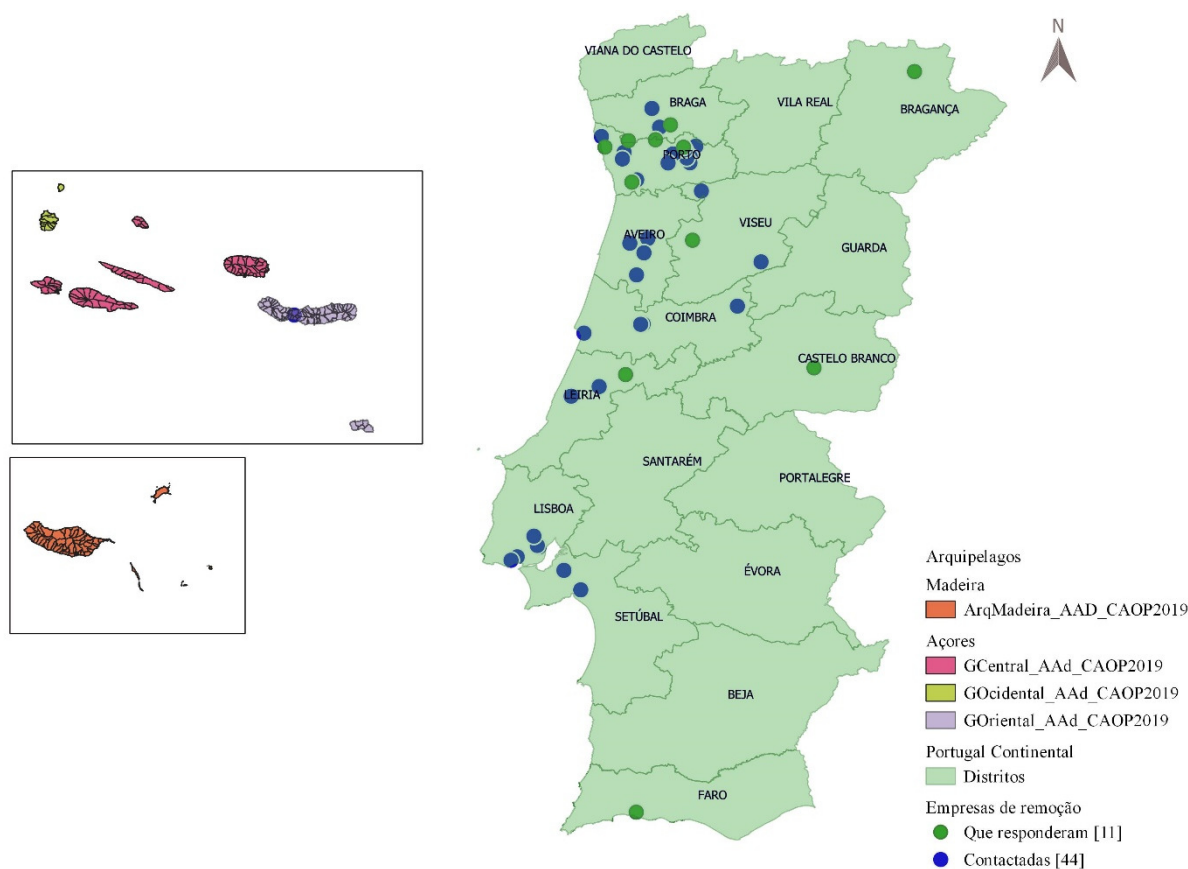 N
VIANA DO CASTELO
BRAGA
VILA REAL
BRAGANÇA
PORTO
AVEIRO
VISEU
GUARDA
COIMBRA
CASTELO BRANCO
LEIRIA
SANTARÉM
PORTALEGRE
LISBOA
ÉVORA
SETÚBAL
BEJA
FARO
Arquipelagos
Madeira
ArqMadeira_AAD_CAOP2019
Açores
GCentral_AAd_CAOP2019
GOcidental_AAd_CAOP2019
GOriental_AAd_CAOP2019
Portugal Continental
Distritos
Empresas de remoção
Que responderam [11]
Contactadas [44]